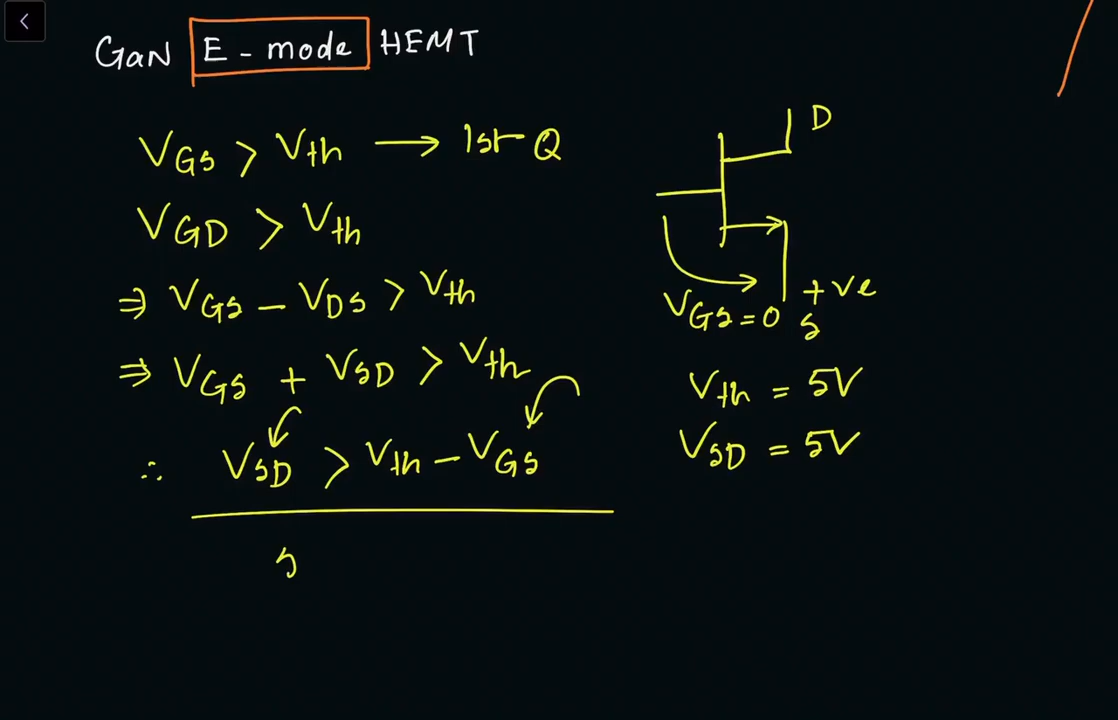 GaN E - mode HEMT
VGS > Vth → 1st Q
VGD > Vth
⇒ VGS - VDS > Vth
⇒ VGS + VSD > Vth
∴ VSD > Vth - VGS
5
D
+ve
VGS = 0 S
Vth = 5V
VSD = 5V